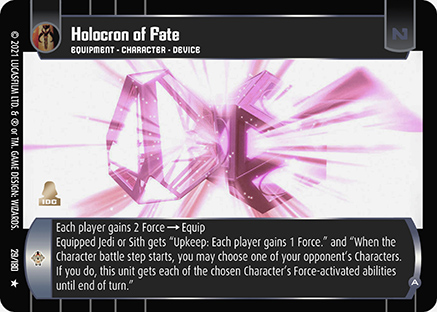 Holocron of Fate
EQUIPMENT - CHARACTER - DEVICE
N
© 2021 LUCASFILM LTD. & ® or TM. GAME DESIGN: WIZARDS.
IDC
Each player gains 2 Force → Equip
Equipped Jedi or Sith gets “Upkeep: Each player gains 1 Force.” and “When the
Character battle step starts, you may choose one of your opponent’s Characters.
If you do, this unit gets each of the chosen Character’s Force-activated abilities
until end of turn.”
A